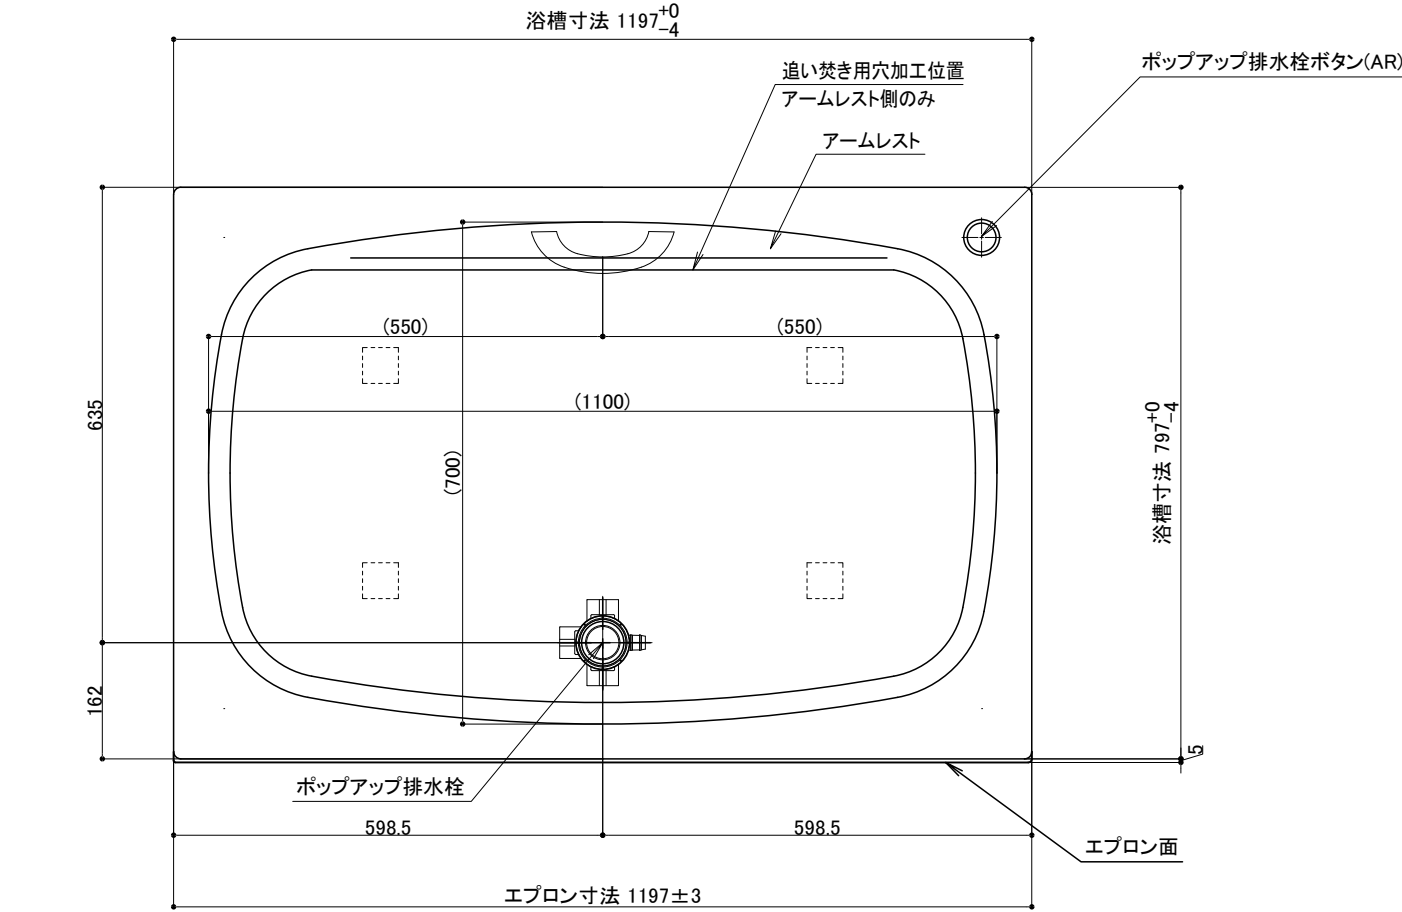 浴槽寸法 1197+0-4
追い焚き用穴加工位置
アームレスト側のみ
ポップアップ排水栓ボタン(AR)
アームレスト
(550)
(550)
(1100)
635
(700)
浴槽寸法 797+0-4
162
5
ポップアップ排水栓
598.5
598.5
エプロン面
エプロン寸法 1197±3